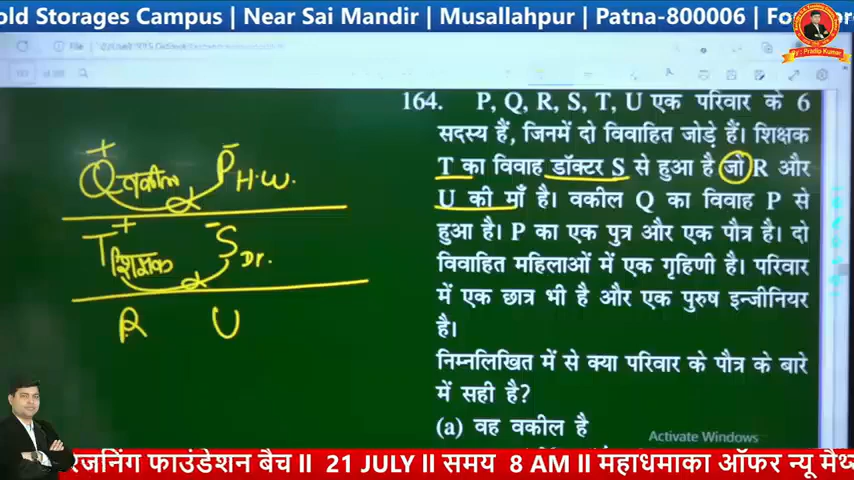 old Storages Campus | Near Sai Mandir | Musallahpur | Patna-800006 | Fo
Pradip Kumar
164. P, Q, R, S, T, U एक परिवार के 6
सदस्य हैं, जिनमें दो विवाहित जोड़े हैं। शिक्षक
T का विवाह डॉक्टर S से हुआ है जो R और
U की माँ है। वकील Q का विवाह P से
हुआ है। P का एक पुत्र और एक पौत्र है। दो
विवाहित महिलाओं में एक गृहिणी है। परिवार
में एक छात्र भी है और एक पुरुष इन्जीनियर
है।
निम्नलिखित में से क्या परिवार के पौत्र के बारे
में सही है?
(a) वह वकील है
+ −
Q वकील P H.W.
+ −
T शिक्षक S Dr.
R U
Activate Windows
रजनिंग फाउंडेशन बैच II 21 JULY II समय 8 AM II महाधमाका ऑफर न्यू मैथ्स